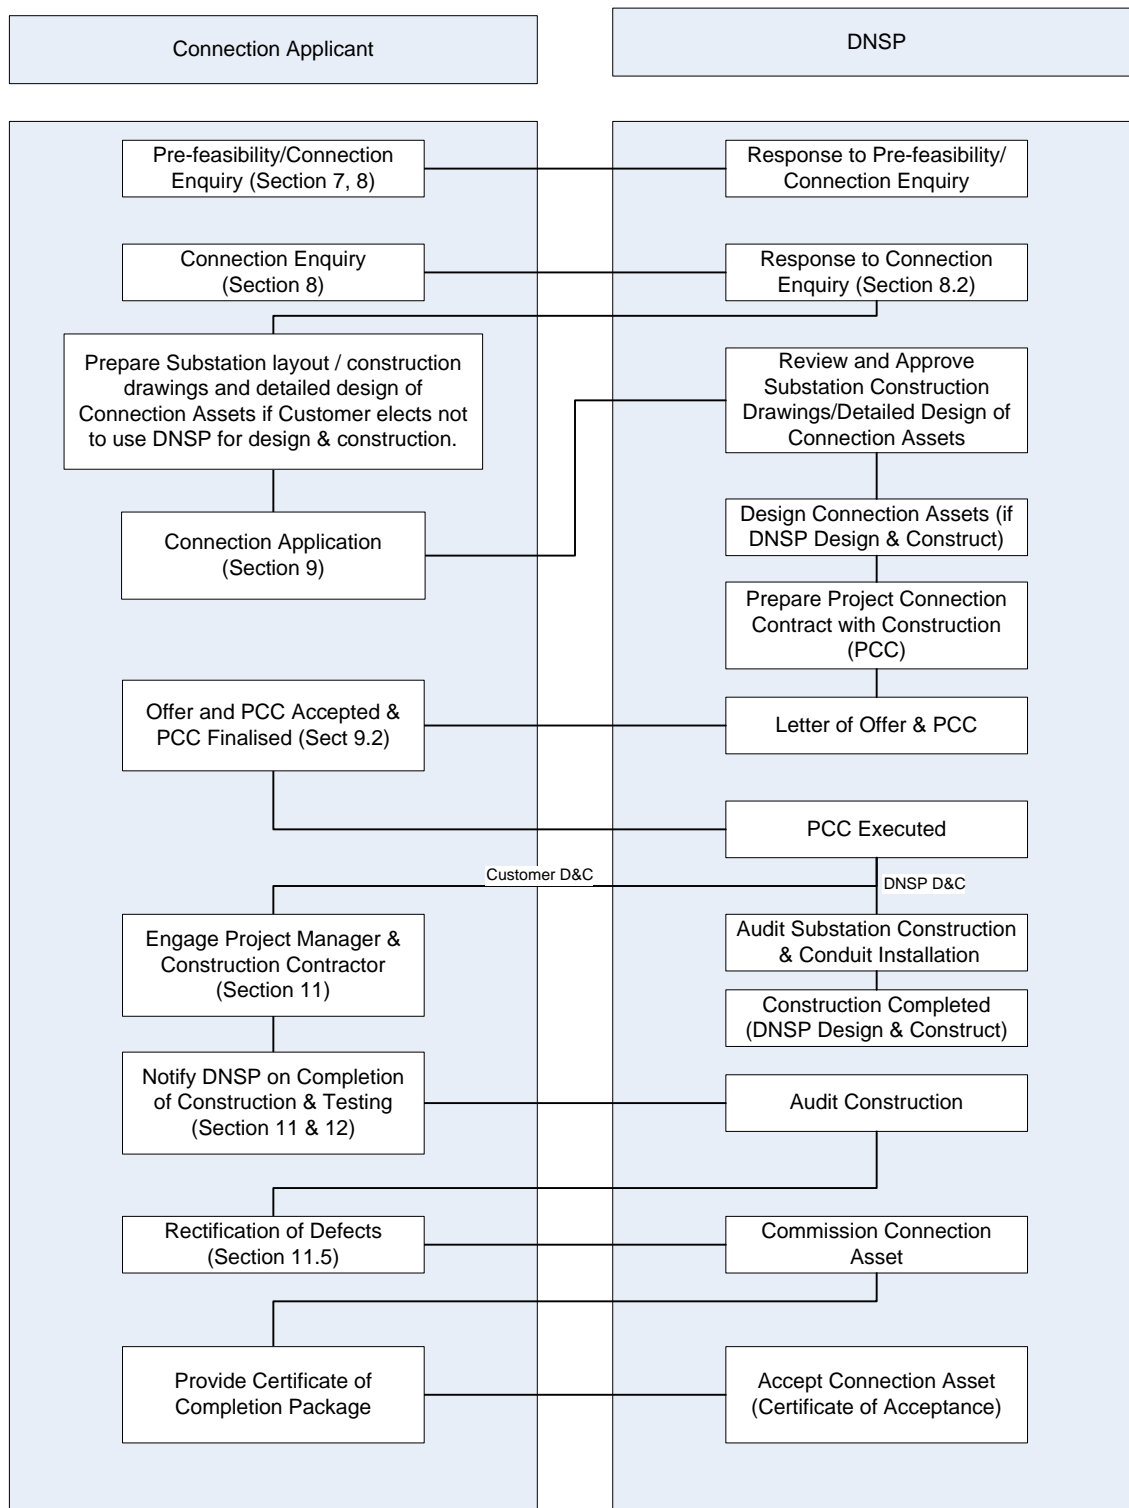 Connection Applicant
DNSP
Pre-feasibility/Connection
Enquiry (Section 7, 8)
Response to Pre-feasibility/
Connection Enquiry
Connection Enquiry
(Section 8)
Response to Connection
Enquiry (Section 8.2)
Prepare Substation layout / construction
drawings and detailed design of
Connection Assets if Customer elects not
to use DNSP for design & construction.
Review and Approve
Substation Construction
Drawings/Detailed Design of
Connection Assets
Connection Application
(Section 9)
Design Connection Assets (if
DNSP Design & Construct)
Prepare Project Connection
Contract with Construction
(PCC)
Offer and PCC Accepted &
PCC Finalised (Sect 9.2)
Letter of Offer & PCC
PCC Executed
Customer D&C
DNSP D&C
Engage Project Manager &
Construction Contractor
(Section 11)
Audit Substation Construction
& Conduit Installation
Construction Completed
(DNSP Design & Construct)
Notify DNSP on Completion
of Construction & Testing
(Section 11 & 12)
Audit Construction
Rectification of Defects
(Section 11.5)
Commission Connection
Asset
Provide Certificate of
Completion Package
Accept Connection Asset
(Certificate of Acceptance)